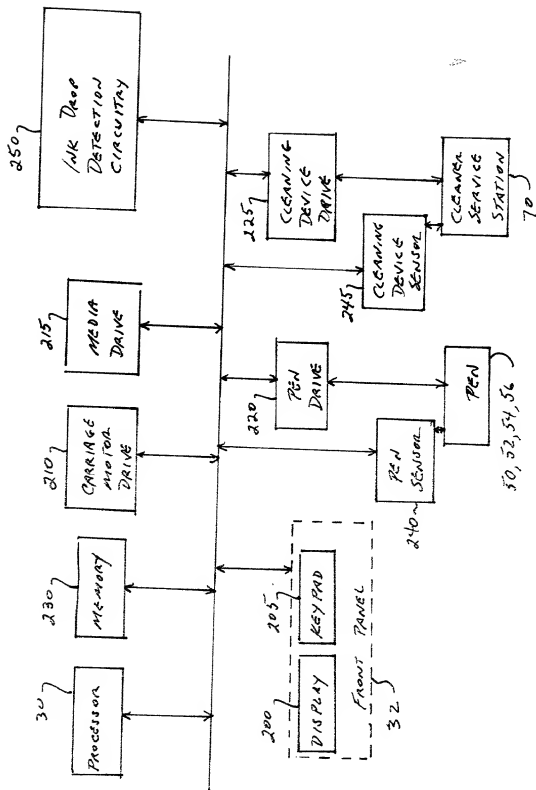 30
PROCESSOR
230
MEMORY
210
CARRIAGE
MOTOR
DRIVE
215
MEDIA
DRIVE
250
INK DROP
DETECTION
CIRCUITRY
200
DISPLAY
205
KEYPAD
FRONT PANEL
32
240
PEN
SENSOR
220
PEN
DRIVE
PEN
50, 52, 54, 56
245
CLEANING
DEVICE
SENSOR
225
CLEANING
DEVICE
DRIVE
CLEANER
SERVICE
STATION
70